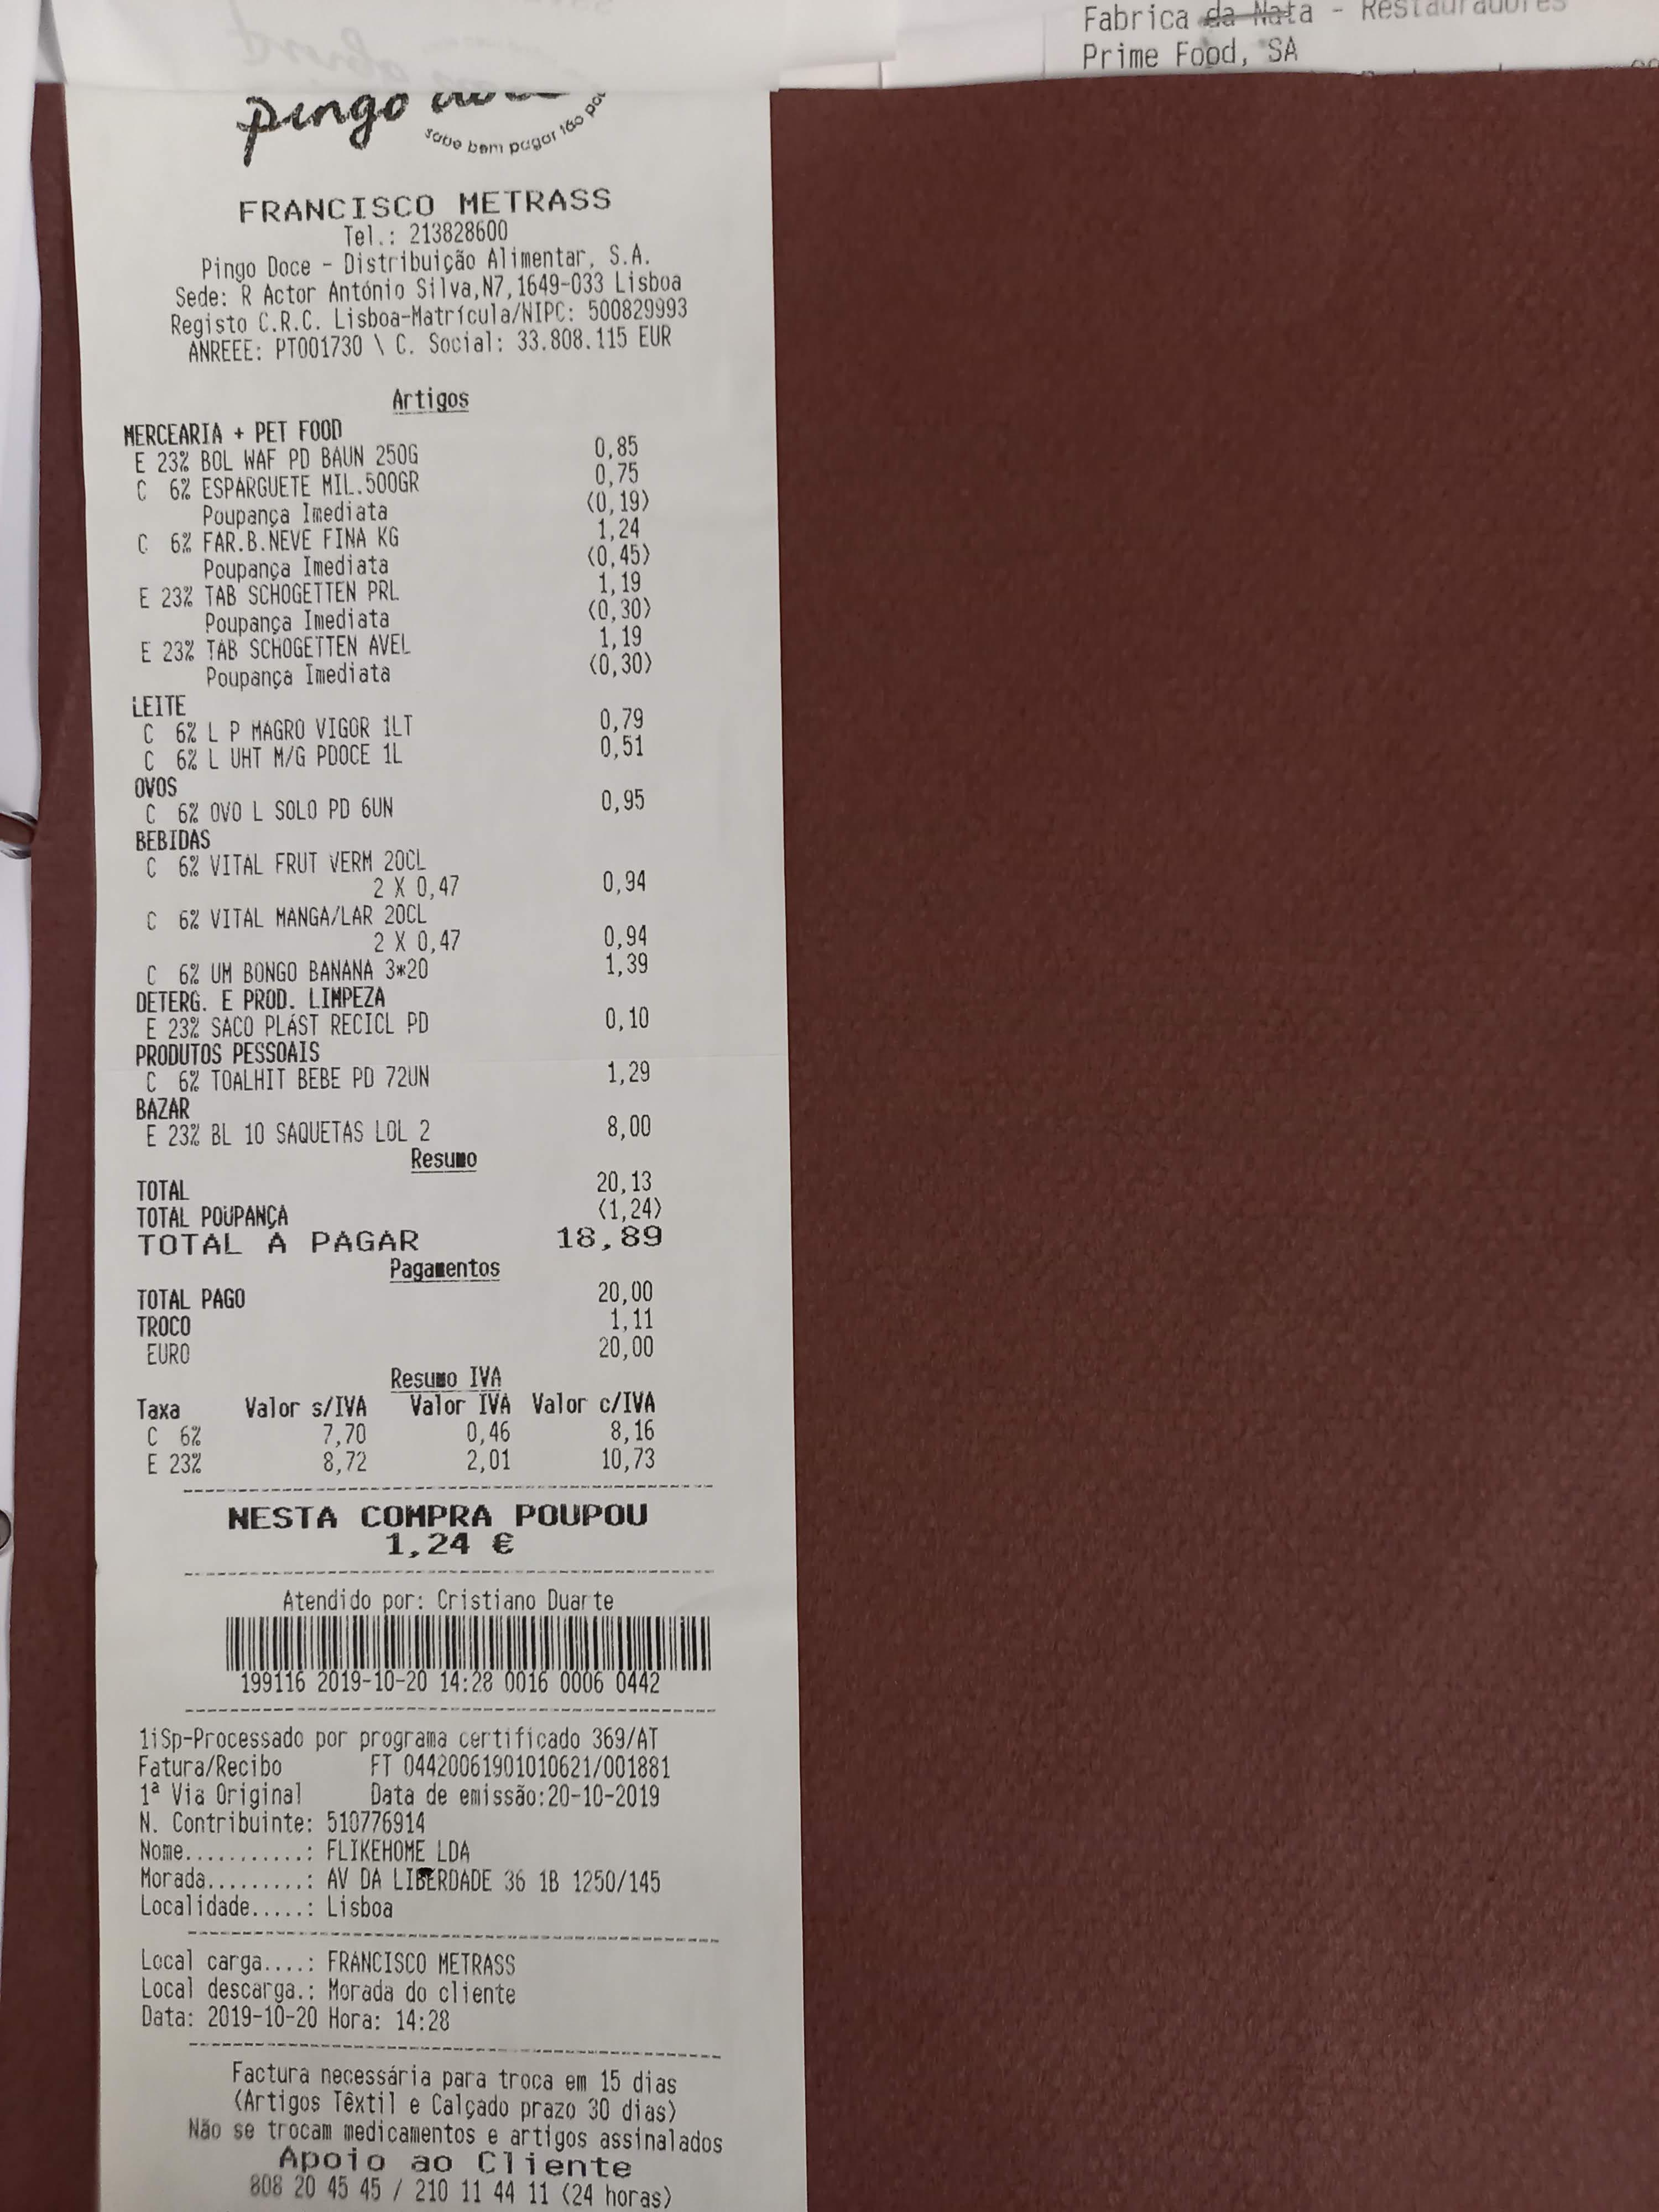 Fabrica da Nata - Restauradores
Prime Food, SA
pingo doce
sabe bem pagar tão
FRANCISCO METRASS
Tel.: 213828600
Pingo Doce - Distribuição Alimentar, S.A.
Sede: R Actor António Silva,N7,1649-033 Lisboa
Registo C.R.C. Lisboa-Matrícula/NIPC: 500829993
ANREEE: PT001730 \ C. Social: 33.808.115 EUR
Artigos
MERCEARIA + PET FOOD
E 23% BOL WAF PD BAUN 250G 0,85
C 6% ESPARGUETE MIL.500GR 0,75
Poupança Imediata (0,19)
C 6% FAR.B.NEVE FINA KG 1,24
Poupança Imediata (0,45)
E 23% TAB SCHOGETTEN PRL 1,19
Poupança Imediata (0,30)
E 23% TAB SCHOGETTEN AVEL 1,19
Poupança Imediata (0,30)
LEITE
C 6% L P MAGRO VIGOR 1LT 0,79
C 6% L UHT M/G PDOCE 1L 0,51
OVOS
C 6% OVO L SOLO PD 6UN 0,95
BEBIDAS
C 6% VITAL FRUT VERM 20CL
2 X 0,47 0,94
C 6% VITAL MANGA/LAR 20CL
2 X 0,47 0,94
C 6% UM BONGO BANANA 3*20 1,39
DETERG. E PROD. LIMPEZA
E 23% SACO PLÁST RECICL PD 0,10
PRODUTOS PESSOAIS
C 6% TOALHIT BEBE PD 72UN 1,29
BAZAR
E 23% BL 10 SAQUETAS LOL 2 8,00
Resumo
TOTAL 20,13
TOTAL POUPANÇA (1,24)
TOTAL A PAGAR 18,89
Pagamentos
TOTAL PAGO 20,00
TROCO 1,11
EURO 20,00
Resumo IVA
Taxa Valor s/IVA Valor IVA Valor c/IVA
C 6% 7,70 0,46 8,16
E 23% 8,72 2,01 10,73
NESTA COMPRA POUPOU
1,24 €
Atendido por: Cristiano Duarte
199116 2019-10-20 14:28 0016 0006 0442
1iSp-Processado por programa certificado 369/AT
Fatura/Recibo FT 04420061901010621/001881
1ª Via Original Data de emissão:20-10-2019
N. Contribuinte: 510776914
Nome...........: FLIKEHOME LDA
Morada.........: AV DA LIBERDADE 36 1B 1250/145
Localidade.....: Lisboa
Local carga....: FRANCISCO METRASS
Local descarga.: Morada do cliente
Data: 2019-10-20 Hora: 14:28
Factura necessária para troca em 15 dias
(Artigos Têxtil e Calçado prazo 30 dias)
Não se trocam medicamentos e artigos assinalados
Apoio ao Cliente
808 20 45 45 / 210 11 44 11 (24 horas)